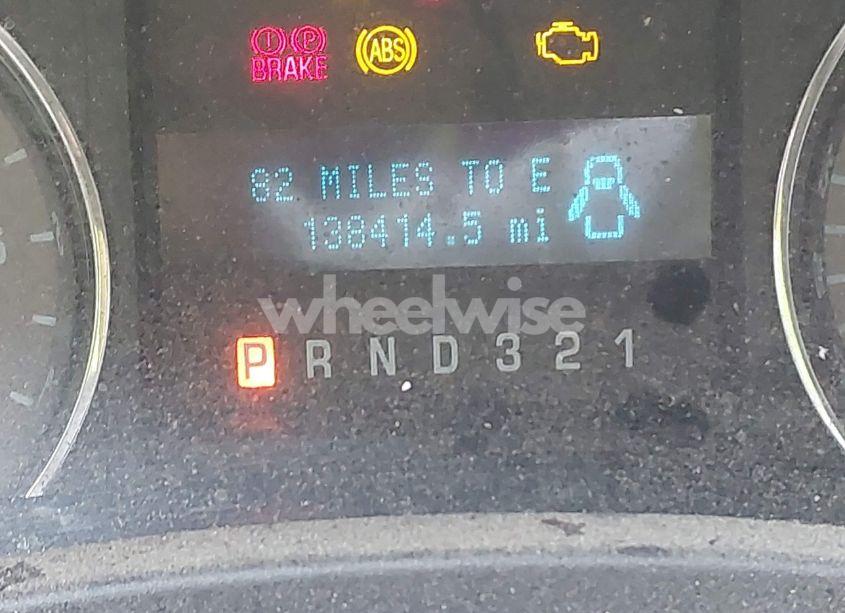 (!) (P)
BRAKE
ABS
82 MILES TO E
138414.5 mi
wheelwise
P R N D 3 2 1